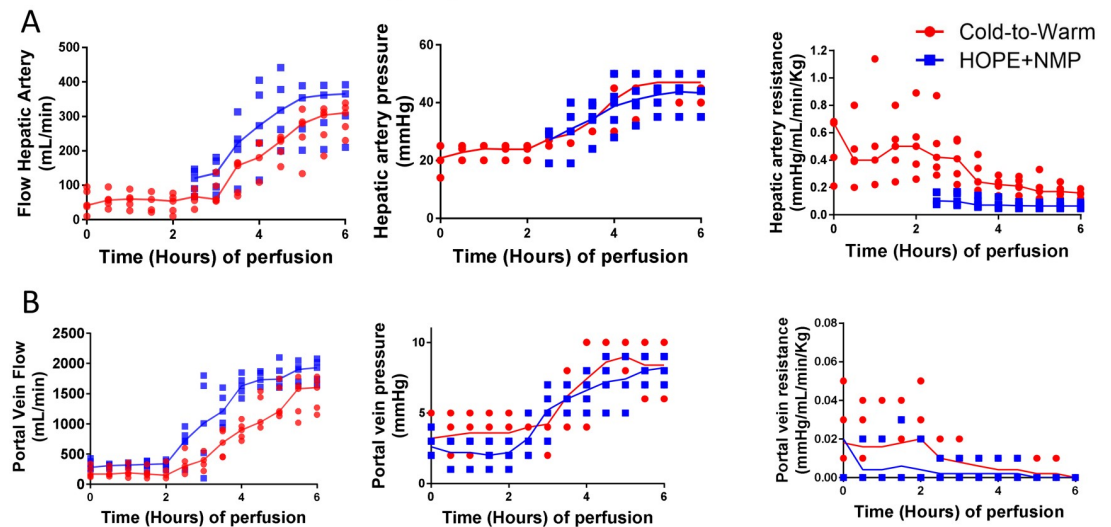 A
Flow Hepatic Artery
(mL/min)
500
400
300
200
100
0
0 2 4 6
Time (Hours) of perfusion
Hepatic artery pressure
(mmHg)
60
40
20
0
0 2 4 6
Time (Hours) of perfusion
Cold-to-Warm
HOPE+NMP
Hepatic artery resistance
(mmHg/mL/min/Kg)
1.2
1.0
0.8
0.6
0.4
0.2
0.0
0 2 4 6
Time (Hours) of perfusion
B
Portal Vein Flow
(mL/min)
2500
2000
1500
1000
500
0
0 2 4 6
Time (Hours) of perfusion
Portal vein pressure
(mmHg)
10
5
0
0 2 4 6
Time (Hours) of perfusion
Portal vein resistance
(mmHg/mL/min/Kg)
0.08
0.06
0.04
0.02
0.00
0 2 4 6
Time (Hours) of perfusion